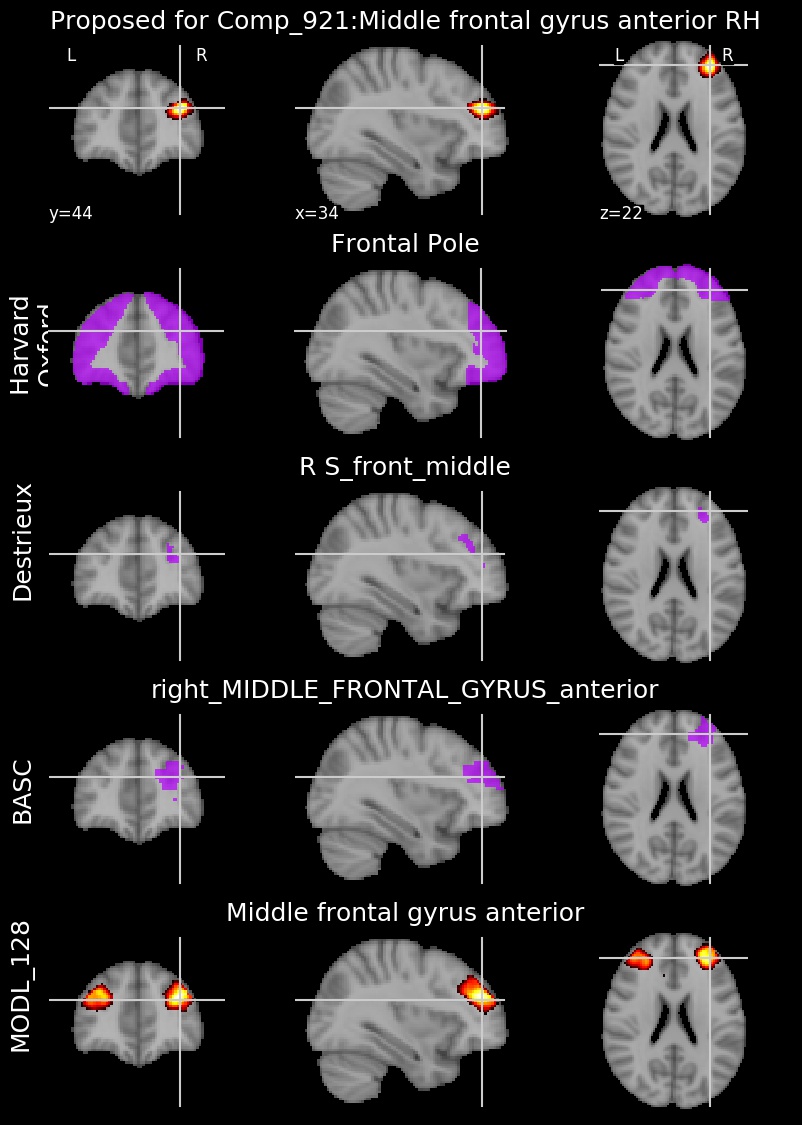 Proposed for Comp_921:Middle frontal gyrus anterior RH
L R L R
y=44 x=34 z=22
Frontal Pole
Harvard
Oxford
R S_front_middle
Destrieux
right_MIDDLE_FRONTAL_GYRUS_anterior
BASC
Middle frontal gyrus anterior
MODL_128